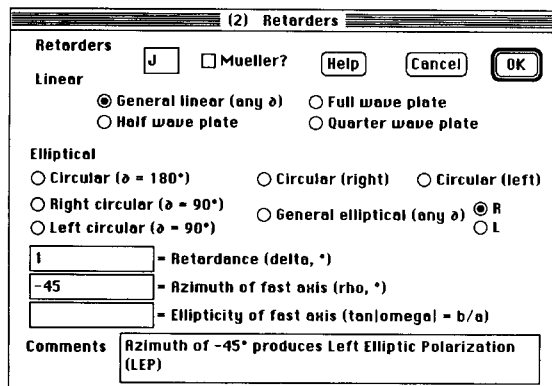 (2) Retarders
Retarders
J
Mueller?
Help
Cancel
OK
Linear
General linear (any ∂)
Full wave plate
Half wave plate
Quarter wave plate
Elliptical
Circular (∂ = 180°)
Circular (right)
Circular (left)
Right circular (∂ = 90°)
General elliptical (any ∂)
R
L
Left circular (∂ = 90°)
1
= Retardance (delta, °)
-45
= Azimuth of fast axis (rho, °)
= Ellipticity of fast axis (tan|omega| = b/a)
Comments
Azimuth of -45° produces Left Elliptic Polarization
(LEP)